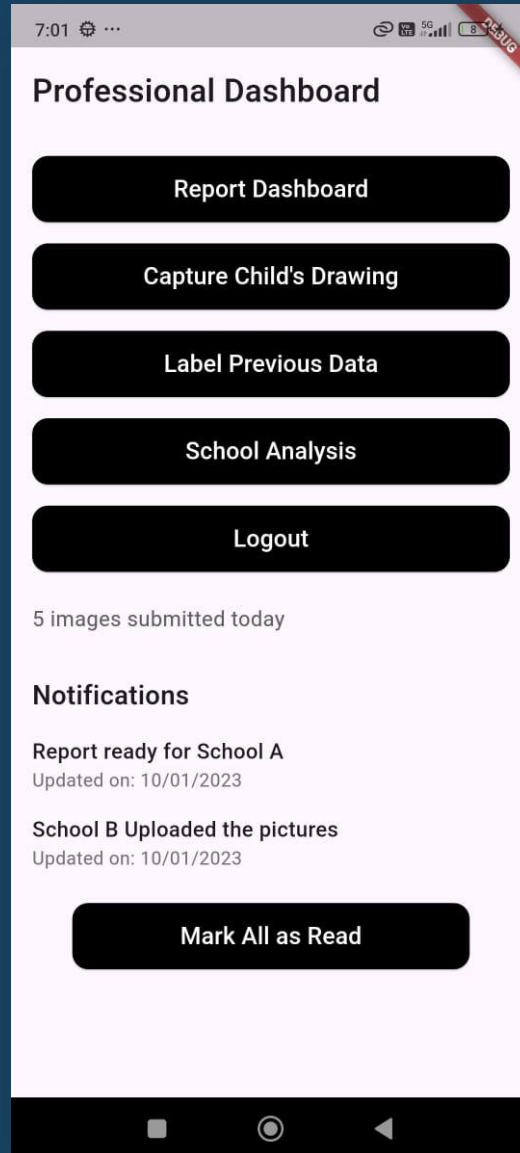 7:01 ...
5G
8
DEBUG
Professional Dashboard
Report Dashboard
Capture Child's Drawing
Label Previous Data
School Analysis
Logout
5 images submitted today
Notifications
Report ready for School A
Updated on: 10/01/2023
School B Uploaded the pictures
Updated on: 10/01/2023
Mark All as Read